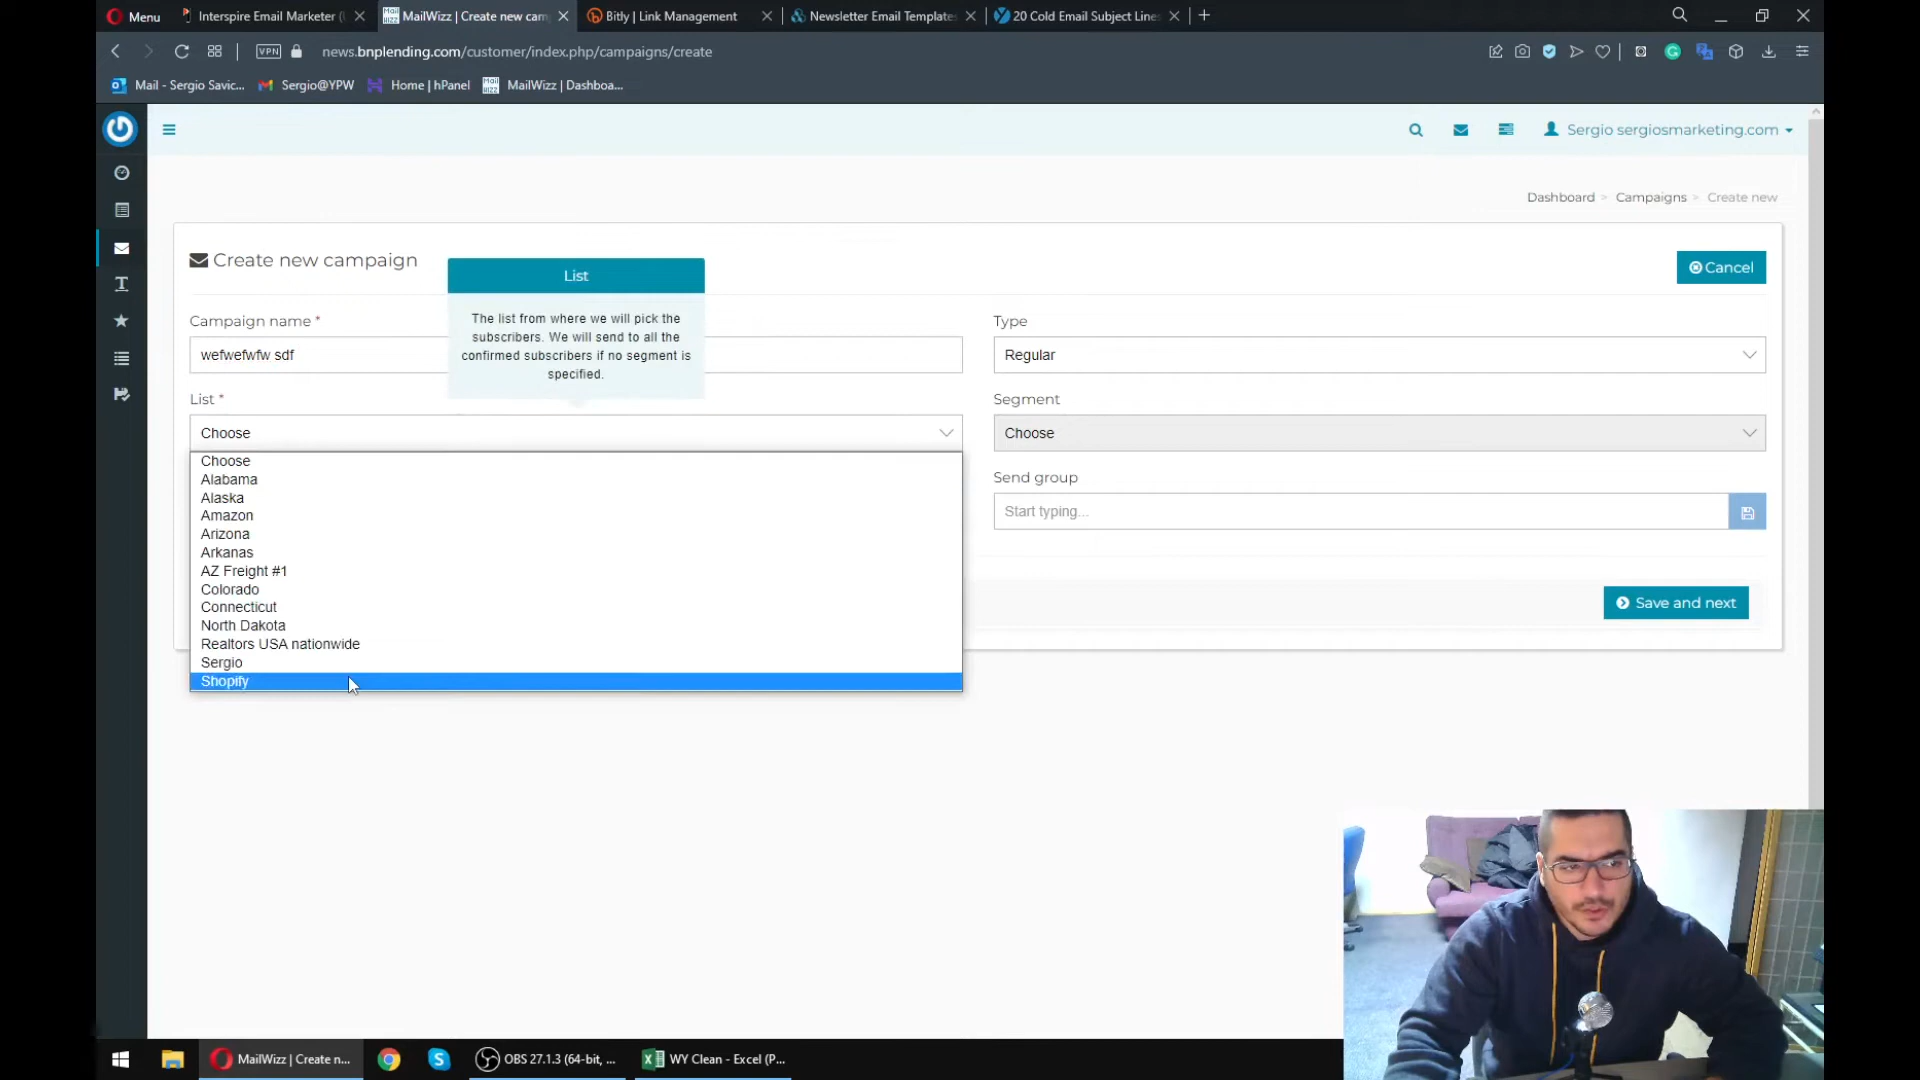 Menu
Interspire Email Marketer (
MailWizz | Create new cam
Bitly | Link Management
Newsletter Email Templates
20 Cold Email Subject Lines
VPN
news.bnplending.com/customer/index.php/campaigns/create
Mail - Sergio Savic...
Sergio@YPW
Home | hPanel
MailWizz | Dashboa...
Sergio sergiosmarketing.com
Dashboard > Campaigns > Create new
Create new campaign
Cancel
List
The list from where we will pick the
subscribers. We will send to all the
confirmed subscribers if no segment is
specified.
Campaign name *
wefwefwfw sdf
Type
Regular
List *
Choose
Segment
Choose
Send group
Start typing...
Choose
Alabama
Alaska
Amazon
Arizona
Arkanas
AZ Freight #1
Colorado
Connecticut
North Dakota
Realtors USA nationwide
Sergio
Shopify
Save and next
MailWizz | Create n...
OBS 27.1.3 (64-bit, ...
WY Clean - Excel (P...